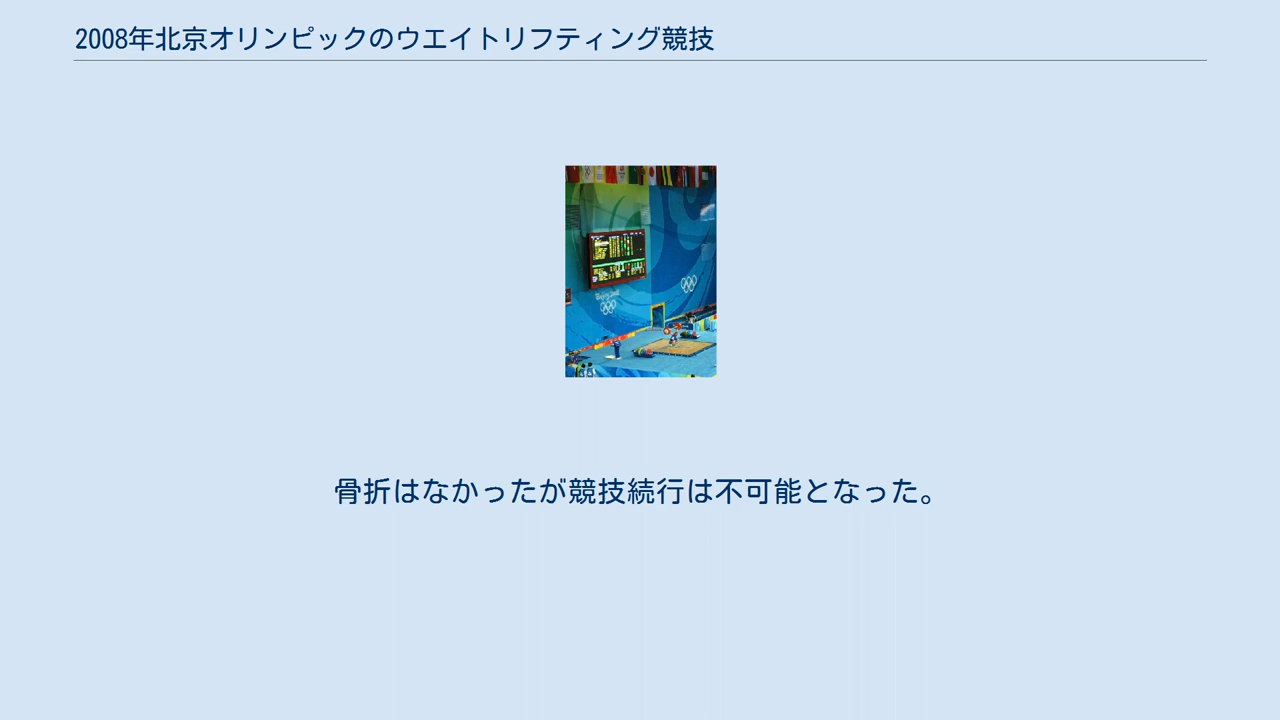 2008年北京オリンピックのウエイトリフティング競技
骨折はなかったが競技続行は不可能となった。